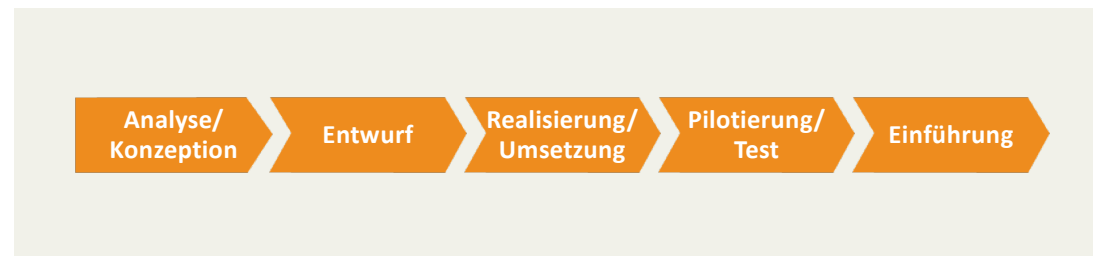 Analyse/
Konzeption
Entwurf
Realisierung/
Umsetzung
Pilotierung/
Test
Einführung